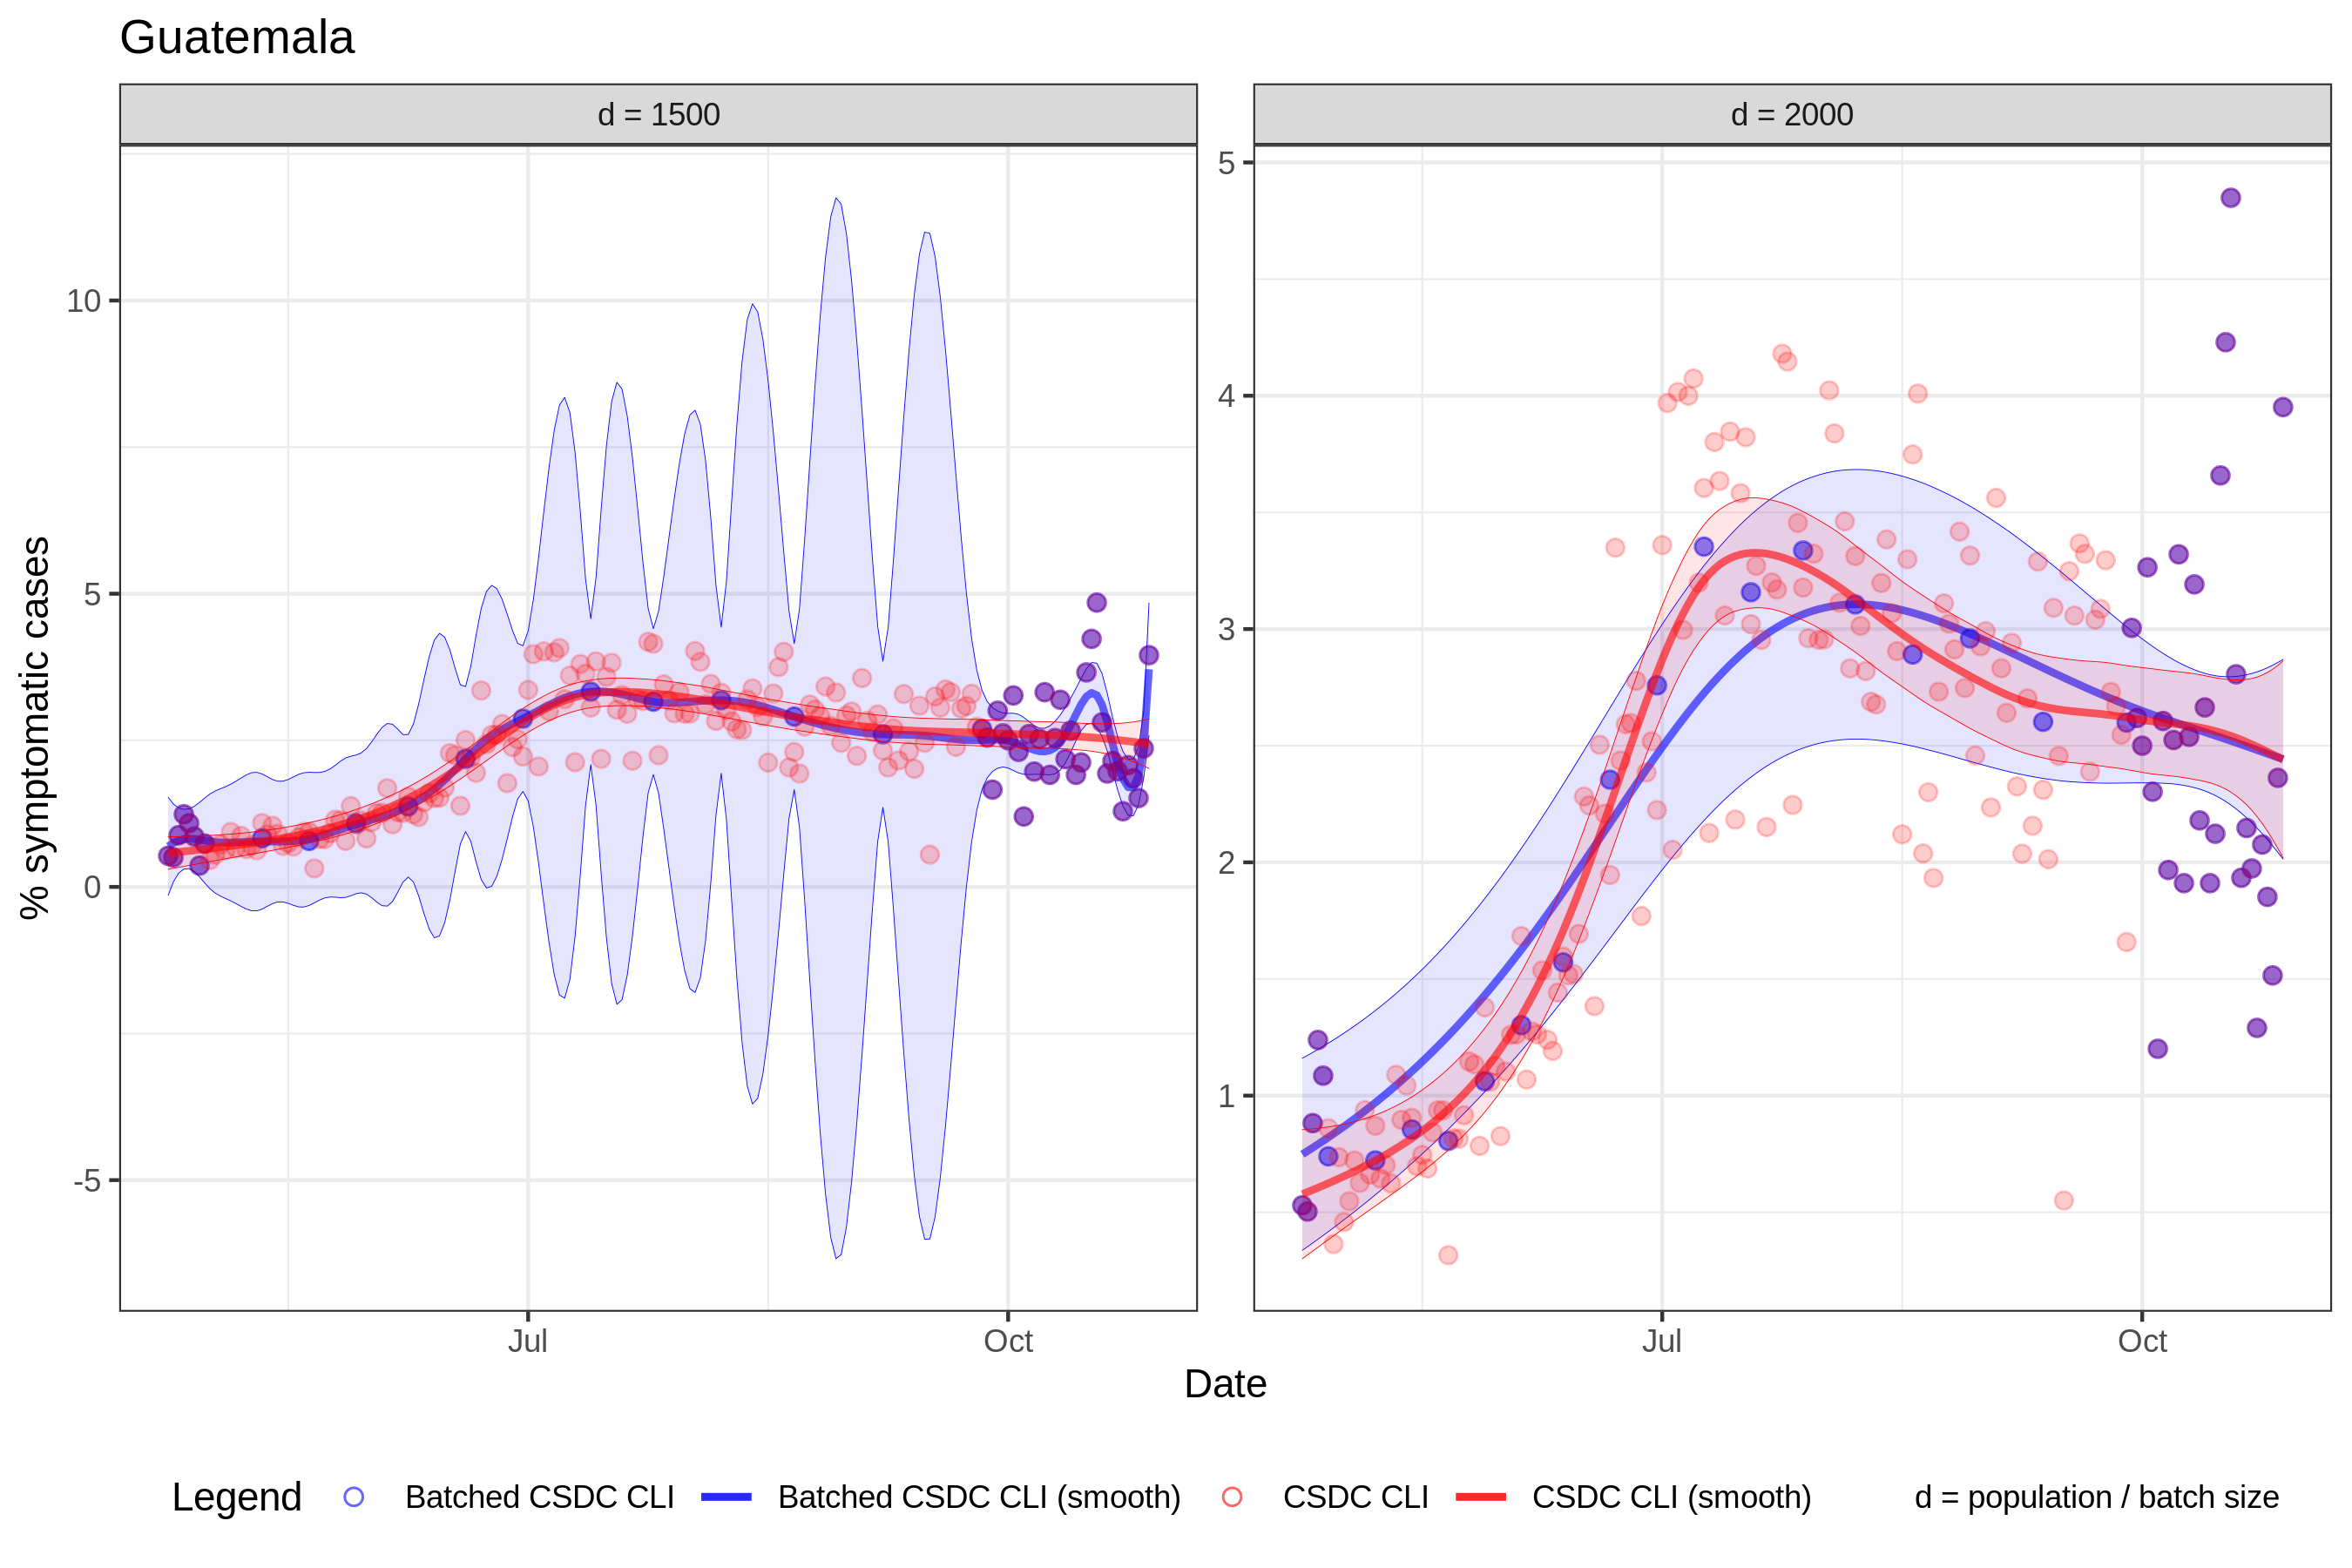 Guatemala
d = 1500
d = 2000
% symptomatic cases
10
5
0
-5
5
4
3
2
1
Jul
Oct
Jul
Oct
Date
Legend
Batched CSDC CLI
Batched CSDC CLI (smooth)
CSDC CLI
CSDC CLI (smooth)
d = population / batch size